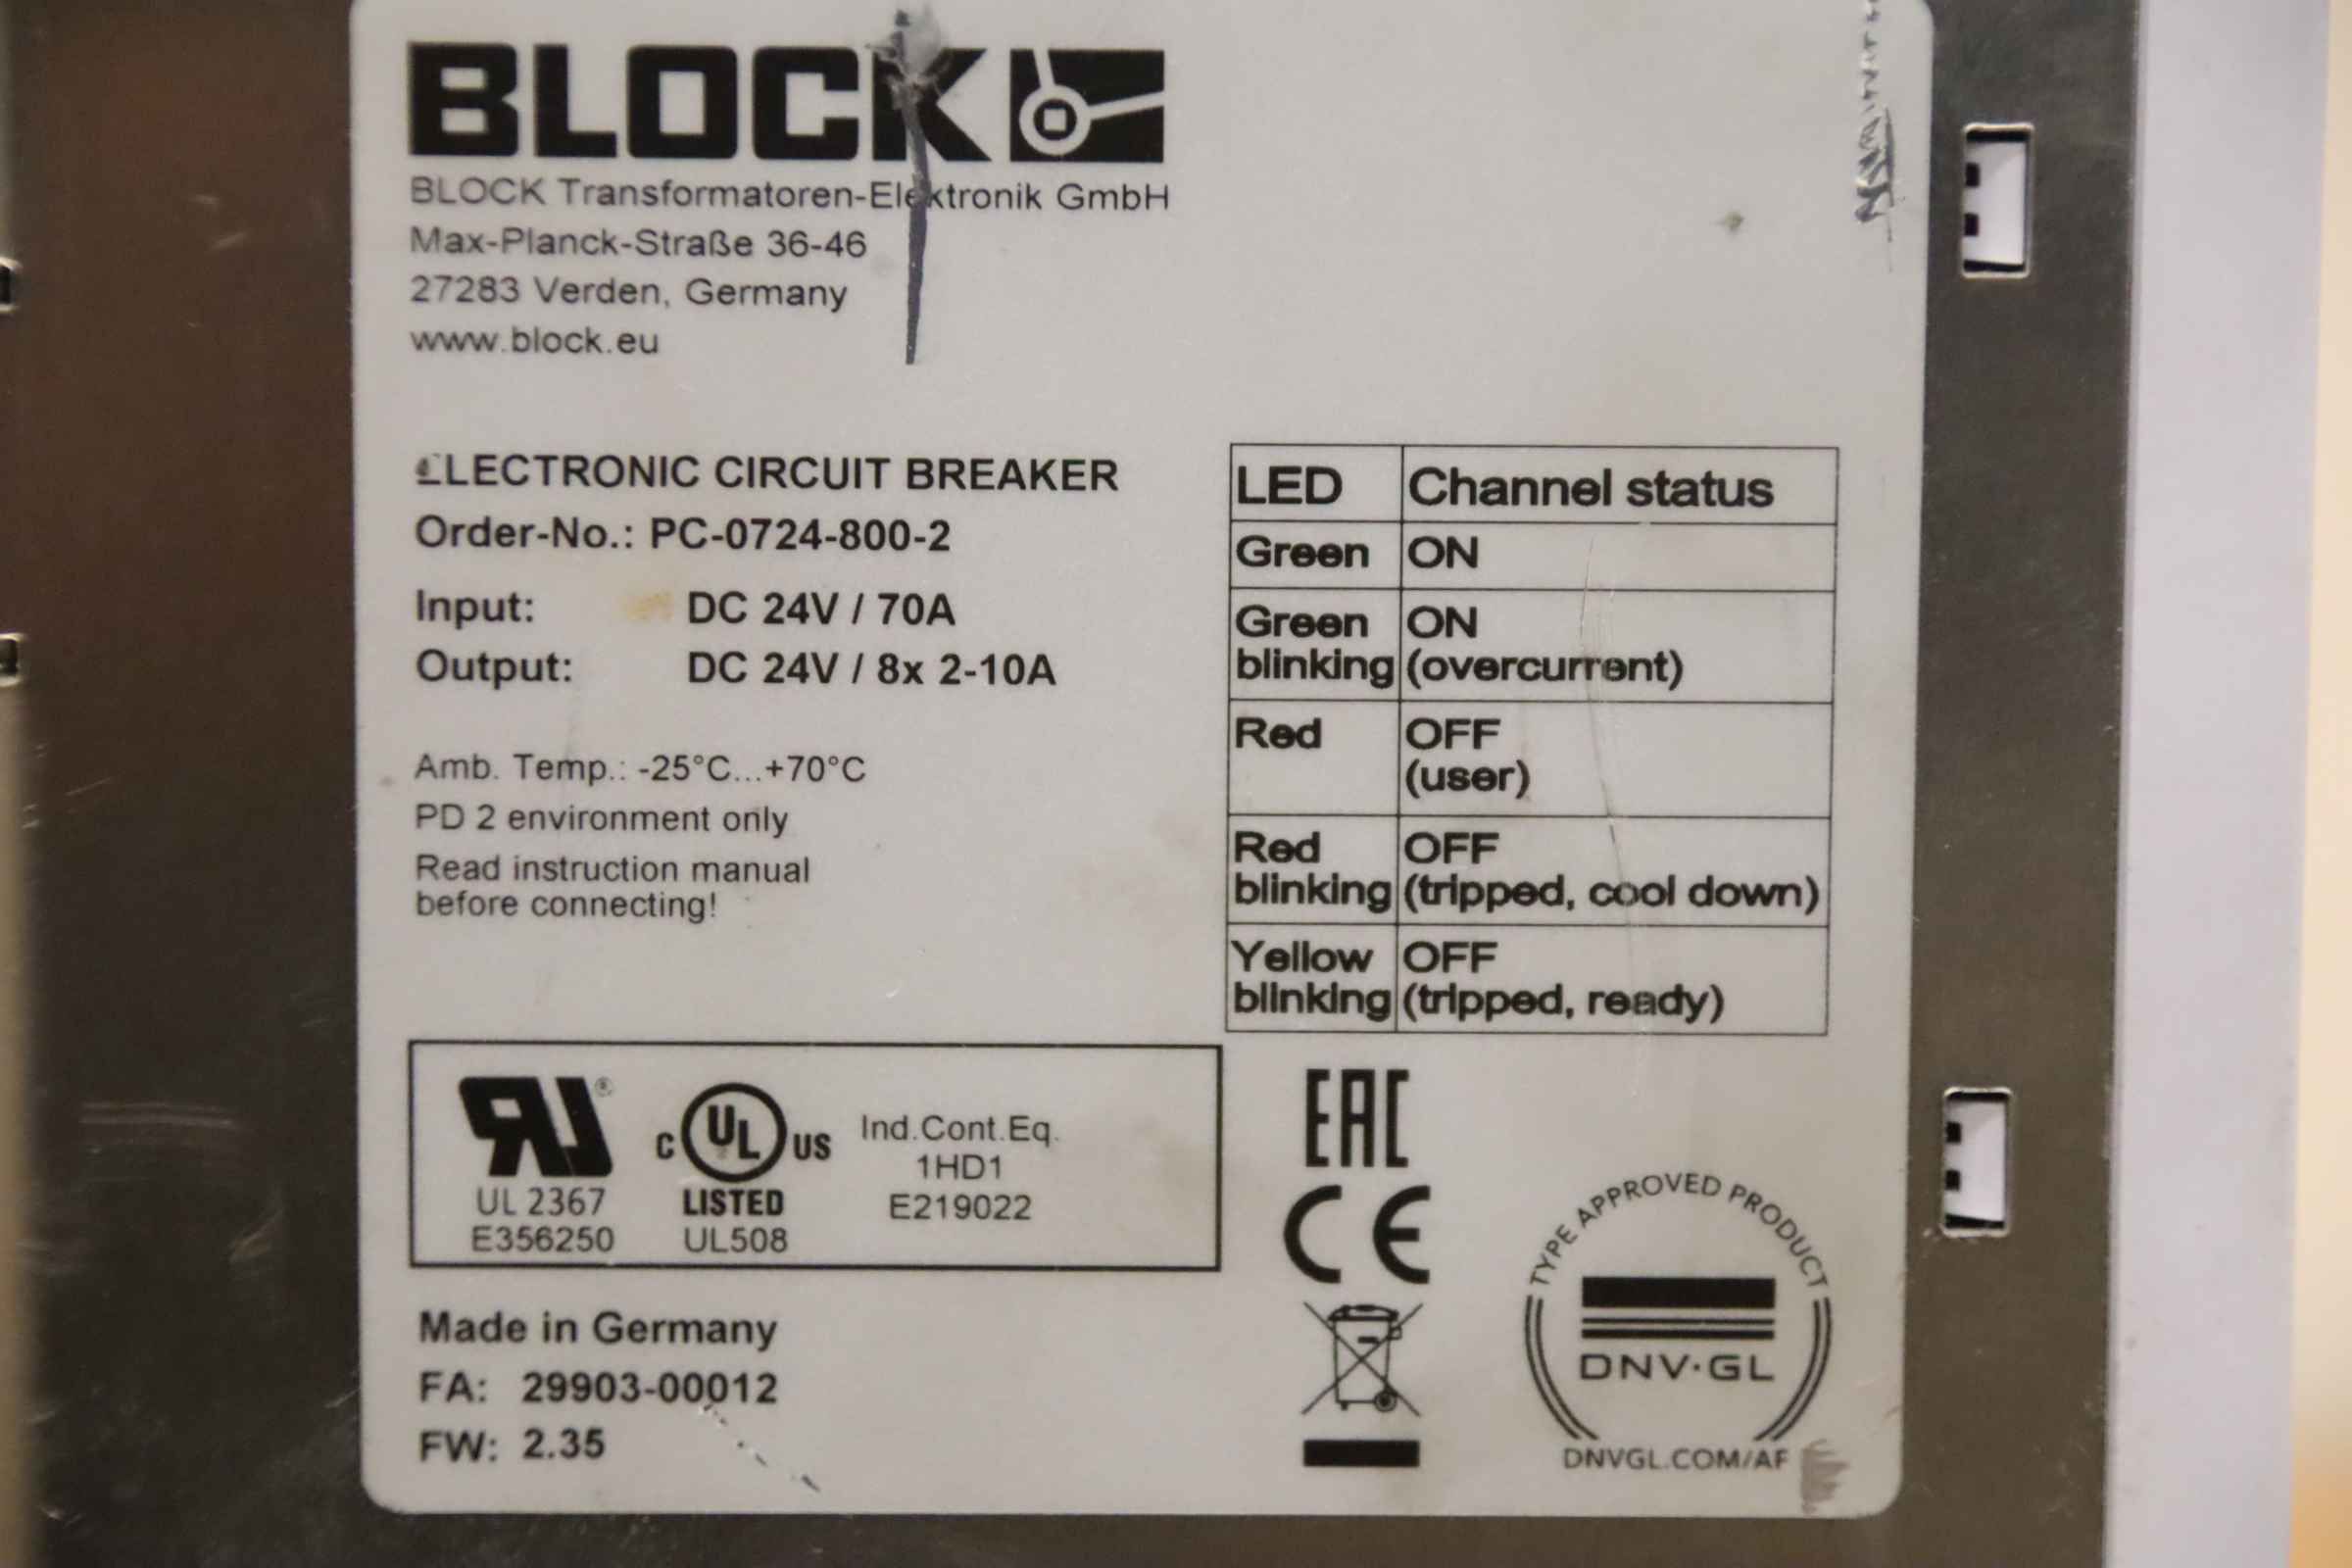 BLOCK
BLOCK Transformatoren-Elektronik GmbH
Max-Planck-Straße 36-46
27283 Verden, Germany
www.block.eu
ELECTRONIC CIRCUIT BREAKER
Order-No.: PC-0724-800-2
Input: DC 24V / 70A
Output: DC 24V / 8x 2-10A
Amb. Temp.: -25°C...+70°C
PD 2 environment only
Read instruction manual
before connecting!
LED Channel status
Green ON
Green ON
blinking (overcurrent)
Red OFF
(user)
Red OFF
blinking (tripped, cool down)
Yellow OFF
blinking (tripped, ready)
RU ®
UL 2367
E356250
C UL US
LISTED
UL508
Ind.Cont.Eq.
1HD1
E219022
EAC
CE
TYPE APPROVED PRODUCT
DNV·GL
DNVGL.COM/AF
Made in Germany
FA: 29903-00012
FW: 2.35